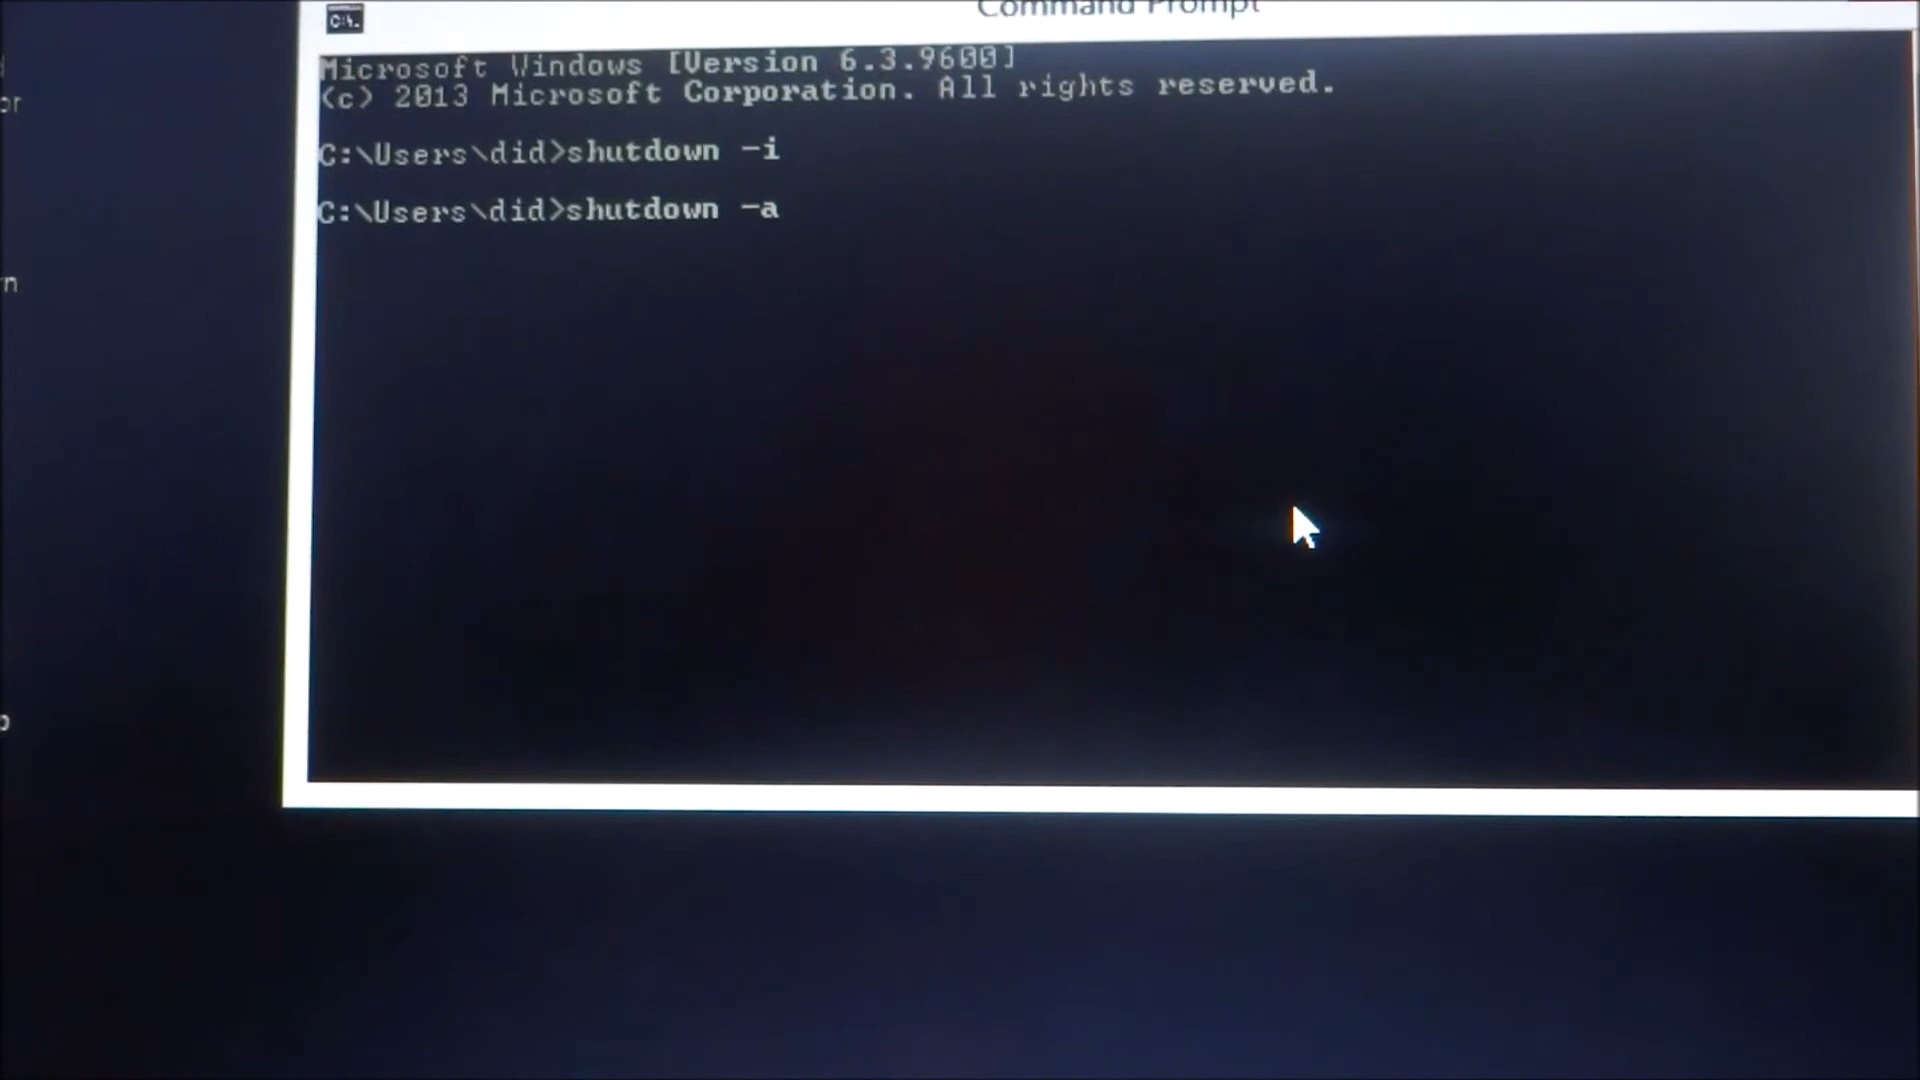 Command Prompt
Microsoft Windows [Version 6.3.9600]
(c) 2013 Microsoft Corporation. All rights reserved.
C:\Users\did>shutdown -i
C:\Users\did>shutdown -a